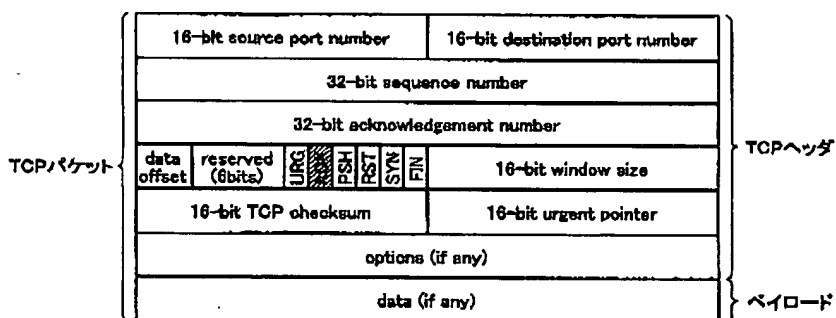 16-bit source port number
16-bit destination port number
32-bit sequence number
32-bit acknowledgement number
TCPパケット
TCPヘッダ
data offset
reserved (6bits)
URG
PSH
RST
SYN
FIN
16-bit window size
16-bit TCP checksum
16-bit urgent pointer
options (if any)
data (if any)
ペイロード